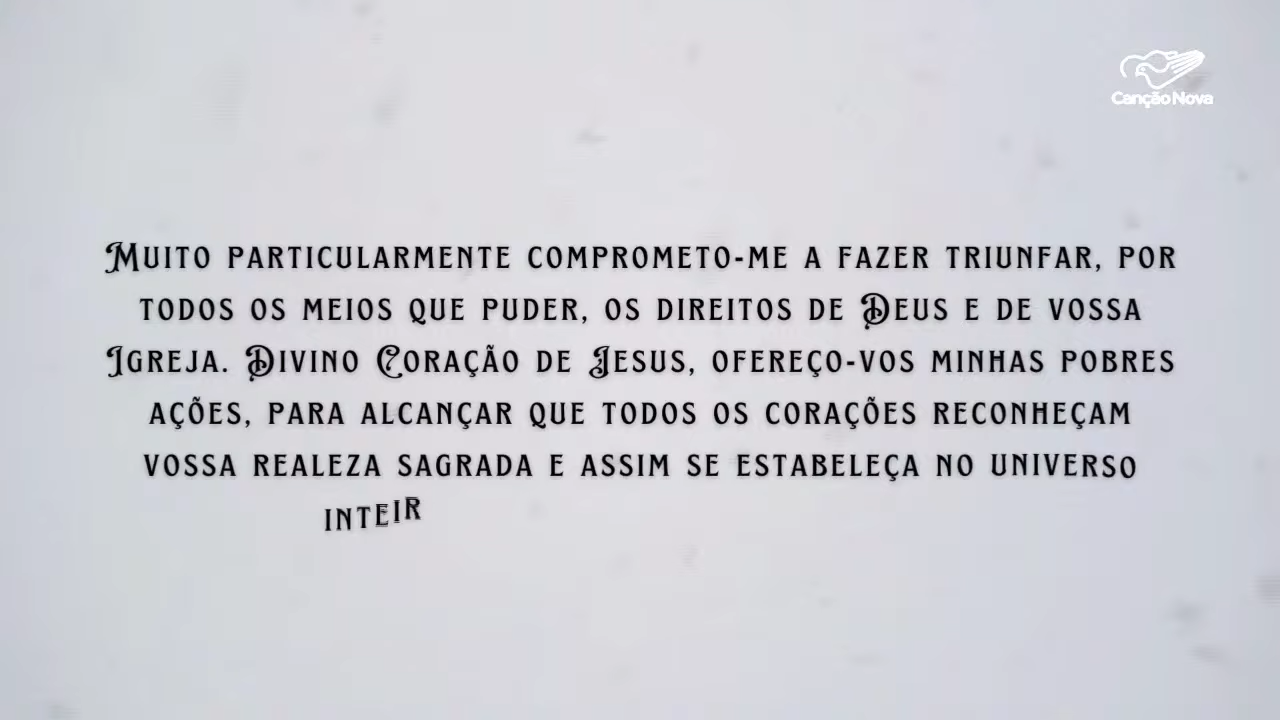 Canção Nova
Muito particularmente comprometo-me a fazer triunfar, por
todos os meios que puder, os direitos de Deus e de vossa
Igreja. Divino Coração de Jesus, ofereço-vos minhas pobres
ações, para alcançar que todos os corações reconheçam
vossa realeza sagrada e assim se estabeleça no universo
inteir